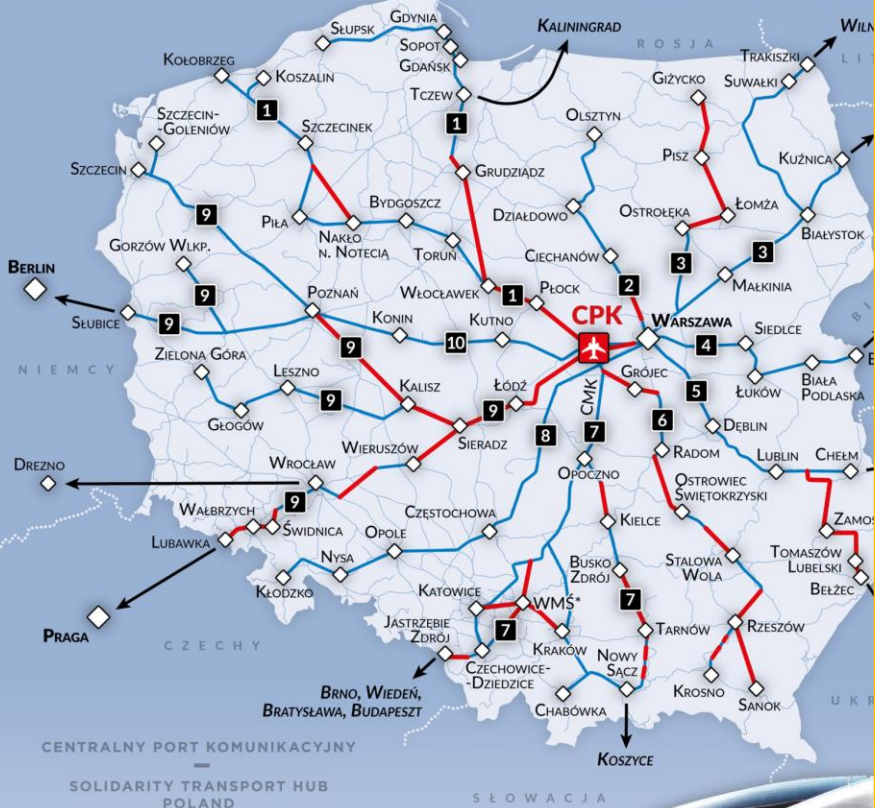 GDYNIA
SŁUPSK
SOPOT
GDAŃSK
KALININGRAD
ROSJA
WILN
TRAKISZKI
LIT
KOŁOBRZEG
KOSZALIN
TCZEW
GIŻYCKO
SUWAŁKI
SZCZECIN-
-GOLENIÓW
1
SZCZECINEK
1
OLSZTYN
KUŹNICA
SZCZECIN
GRUDZIĄDZ
PISZ
9
BYDGOSZCZ
DZIAŁDOWO
OSTROŁĘKA
ŁOMŻA
PIŁA
NAKŁO
N. NOTECIĄ
TORUŃ
BIAŁYSTOK
GORZÓW WLKP.
CIECHANÓW
3
3
BERLIN
WŁOCŁAWEK
1
PŁOCK
2
MAŁKINIA
9
POZNAŃ
KONIN
KUTNO
CPK
WARSZAWA
SŁUBICE
9
10
4
SIEDLCE
BI
NIEMCY
ZIELONA GÓRA
LESZNO
9
ŁÓDŹ
GRÓJEC
5
ŁUKÓW
BIAŁA
PODLASKA
9
KALISZ
9
CMK
GŁOGÓW
SIERADZ
8
7
6
DĘBLIN
RADOM
WIERUSZÓW
OPOCZNO
LUBLIN
CHEŁM
DREZNO
WROCŁAW
OSTROWIEC
ŚWIĘTOKRZYSKI
9
CZĘSTOCHOWA
WAŁBRZYCH
ŚWIDNICA
OPOLE
KIELCE
ZAMOŚ
LUBAWKA
NYSA
BUSKO
ZDRÓJ
STALOWA
WOLA
TOMASZÓW
LUBELSKI
KŁODZKO
BEŁŻEC
KATOWICE
WMŚ*
7
PRAGA
JASTRZĘBIE
ZDRÓJ
7
TARNÓW
RZESZÓW
CZECHY
KRAKÓW
CZECHOWICE-
-DZIEDZICE
NOWY
SĄCZ
KROSNO
SANOK
BRNO, WIEDEŃ,
BRATYSŁAWA, BUDAPESZT
CHABÓWKA
UKR
CENTRALNY PORT KOMUNIKACYJNY
KOSZYCE
SOLIDARITY TRANSPORT HUB
POLAND
SŁOWACJA